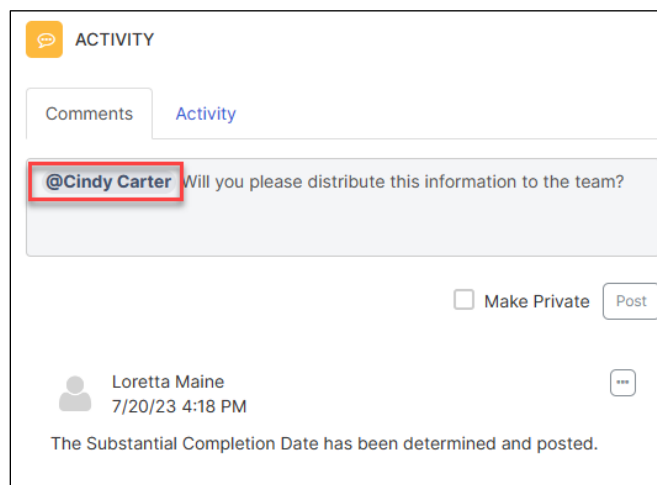 ACTIVITY
Comments Activity
@Cindy Carter Will you please distribute this information to the team?
Make Private Post
Loretta Maine
7/20/23 4:18 PM
The Substantial Completion Date has been determined and posted.